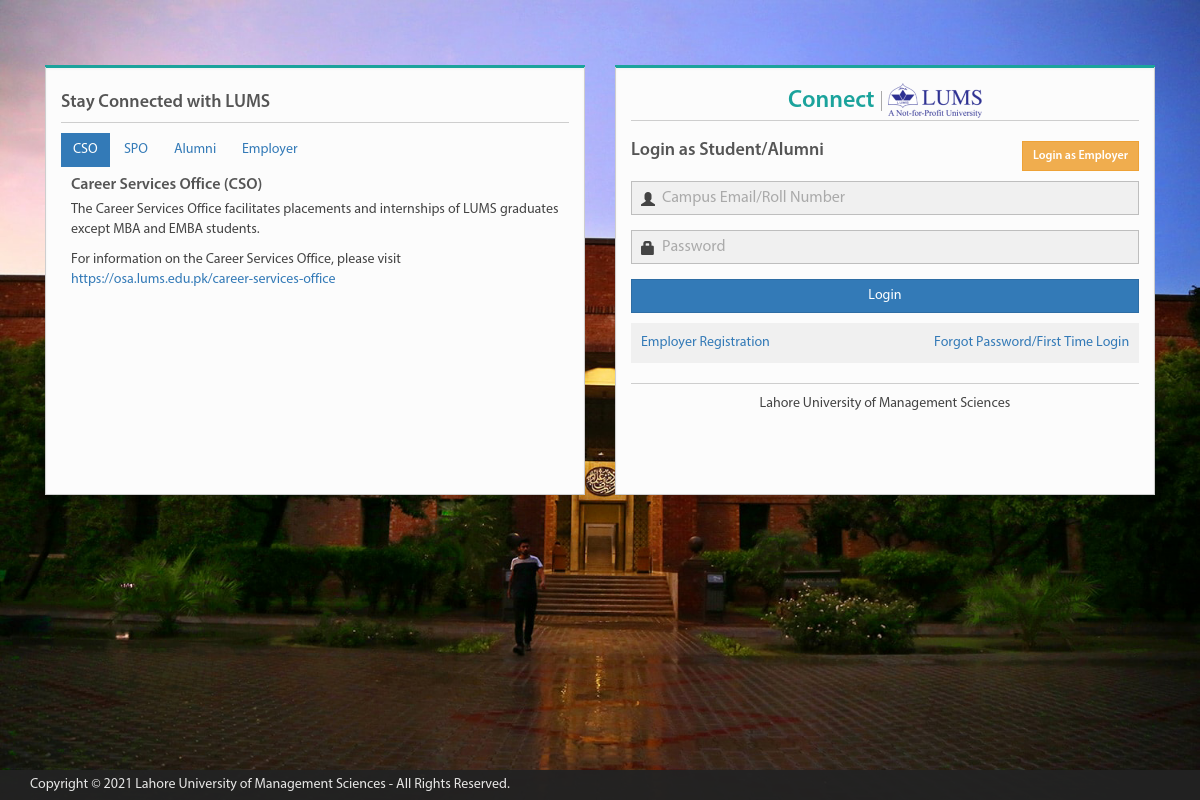 Stay Connected with LUMS
CSO
SPO
Alumni
Employer
Career Services Office (CSO)
The Career Services Office facilitates placements and internships of LUMS graduates
except MBA and EMBA students.
For information on the Career Services Office, please visit
https://osa.lums.edu.pk/career-services-office
Connect
LUMS
A Not-for-Profit University
Login as Student/Alumni
Login as Employer
Campus Email/Roll Number
Password
Login
Employer Registration
Forgot Password/First Time Login
Lahore University of Management Sciences
Copyright © 2021 Lahore University of Management Sciences - All Rights Reserved.